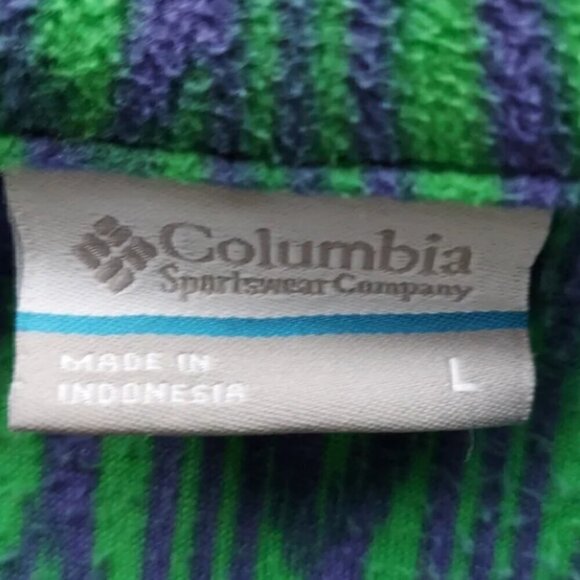 Columbia
Sportswear Company
MADE IN
INDONESIA
L